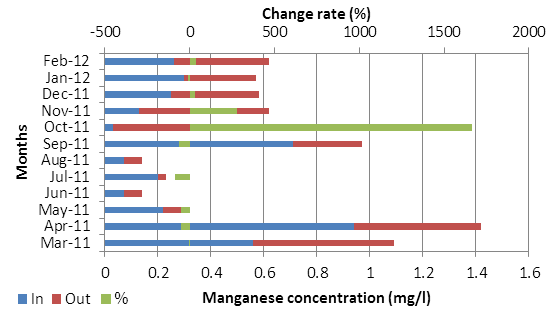 Change rate (%)
-500 0 500 1000 1500 2000
Months
Feb-12
Jan-12
Dec-11
Nov-11
Oct-11
Sep-11
Aug-11
Jul-11
Jun-11
May-11
Apr-11
Mar-11
0 0.2 0.4 0.6 0.8 1 1.2 1.4 1.6
In Out % Manganese concentration (mg/l)